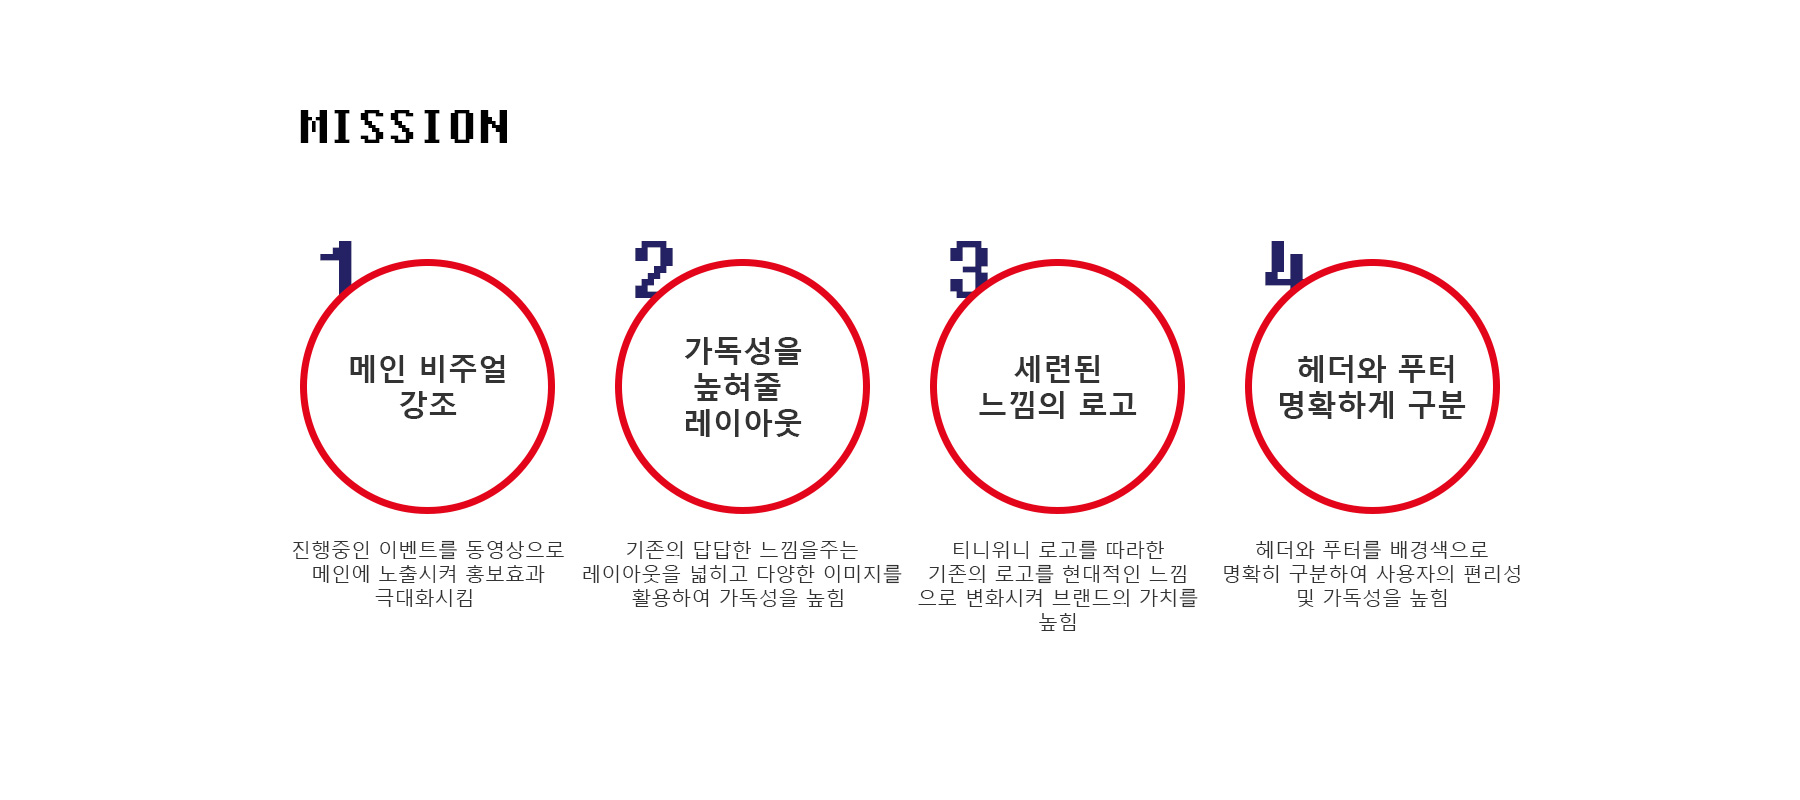 MISSION
1
메인 비주얼
강조
진행중인 이벤트를 동영상으로
메인에 노출시켜 홍보효과
극대화시킴
2
가독성을
높혀줄
레이아웃
기존의 답답한 느낌을주는
레이아웃을 넓히고 다양한 이미지를
활용하여 가독성을 높힘
3
세련된
느낌의 로고
티니위니 로고를 따라한
기존의 로고를 현대적인 느낌
으로 변화시켜 브랜드의 가치를
높힘
4
헤더와 푸터
명확하게 구분
헤더와 푸터를 배경색으로
명확히 구분하여 사용자의 편리성
및 가독성을 높힘